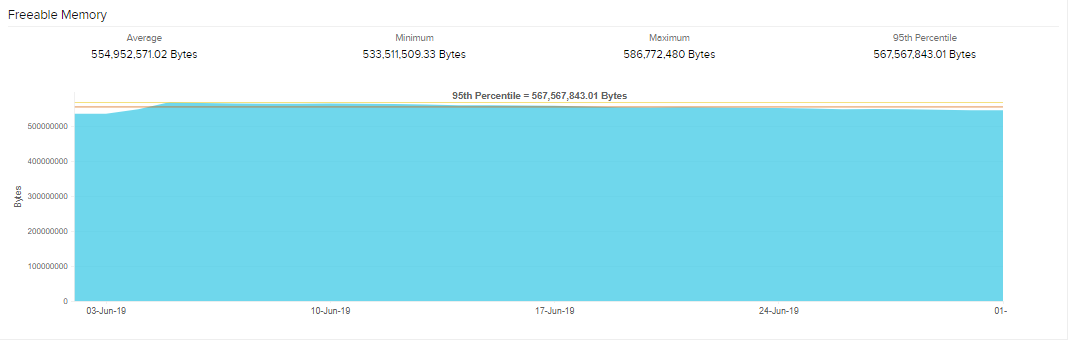 Freeable Memory
Average Minimum Maximum 95th Percentile
554,952,571.02 Bytes 533,511,509.33 Bytes 586,772,480 Bytes 567,567,843.01 Bytes
95th Percentile = 567,567,843.01 Bytes
500000000
400000000
300000000
Bytes
200000000
100000000
0
03-Jun-19 10-Jun-19 17-Jun-19 24-Jun-19 01-